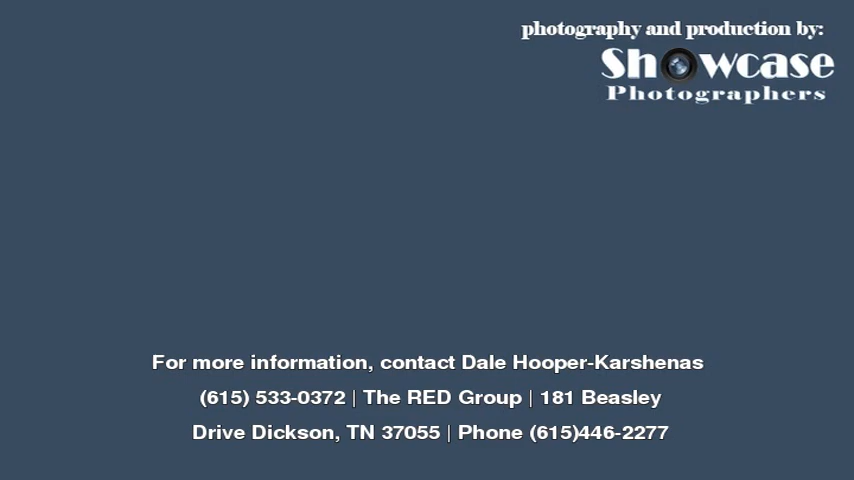 photography and production by:
Showcase
Photographers
For more information, contact Dale Hooper-Karshenas
(615) 533-0372 | The RED Group | 181 Beasley
Drive Dickson, TN 37055 | Phone (615)446-2277